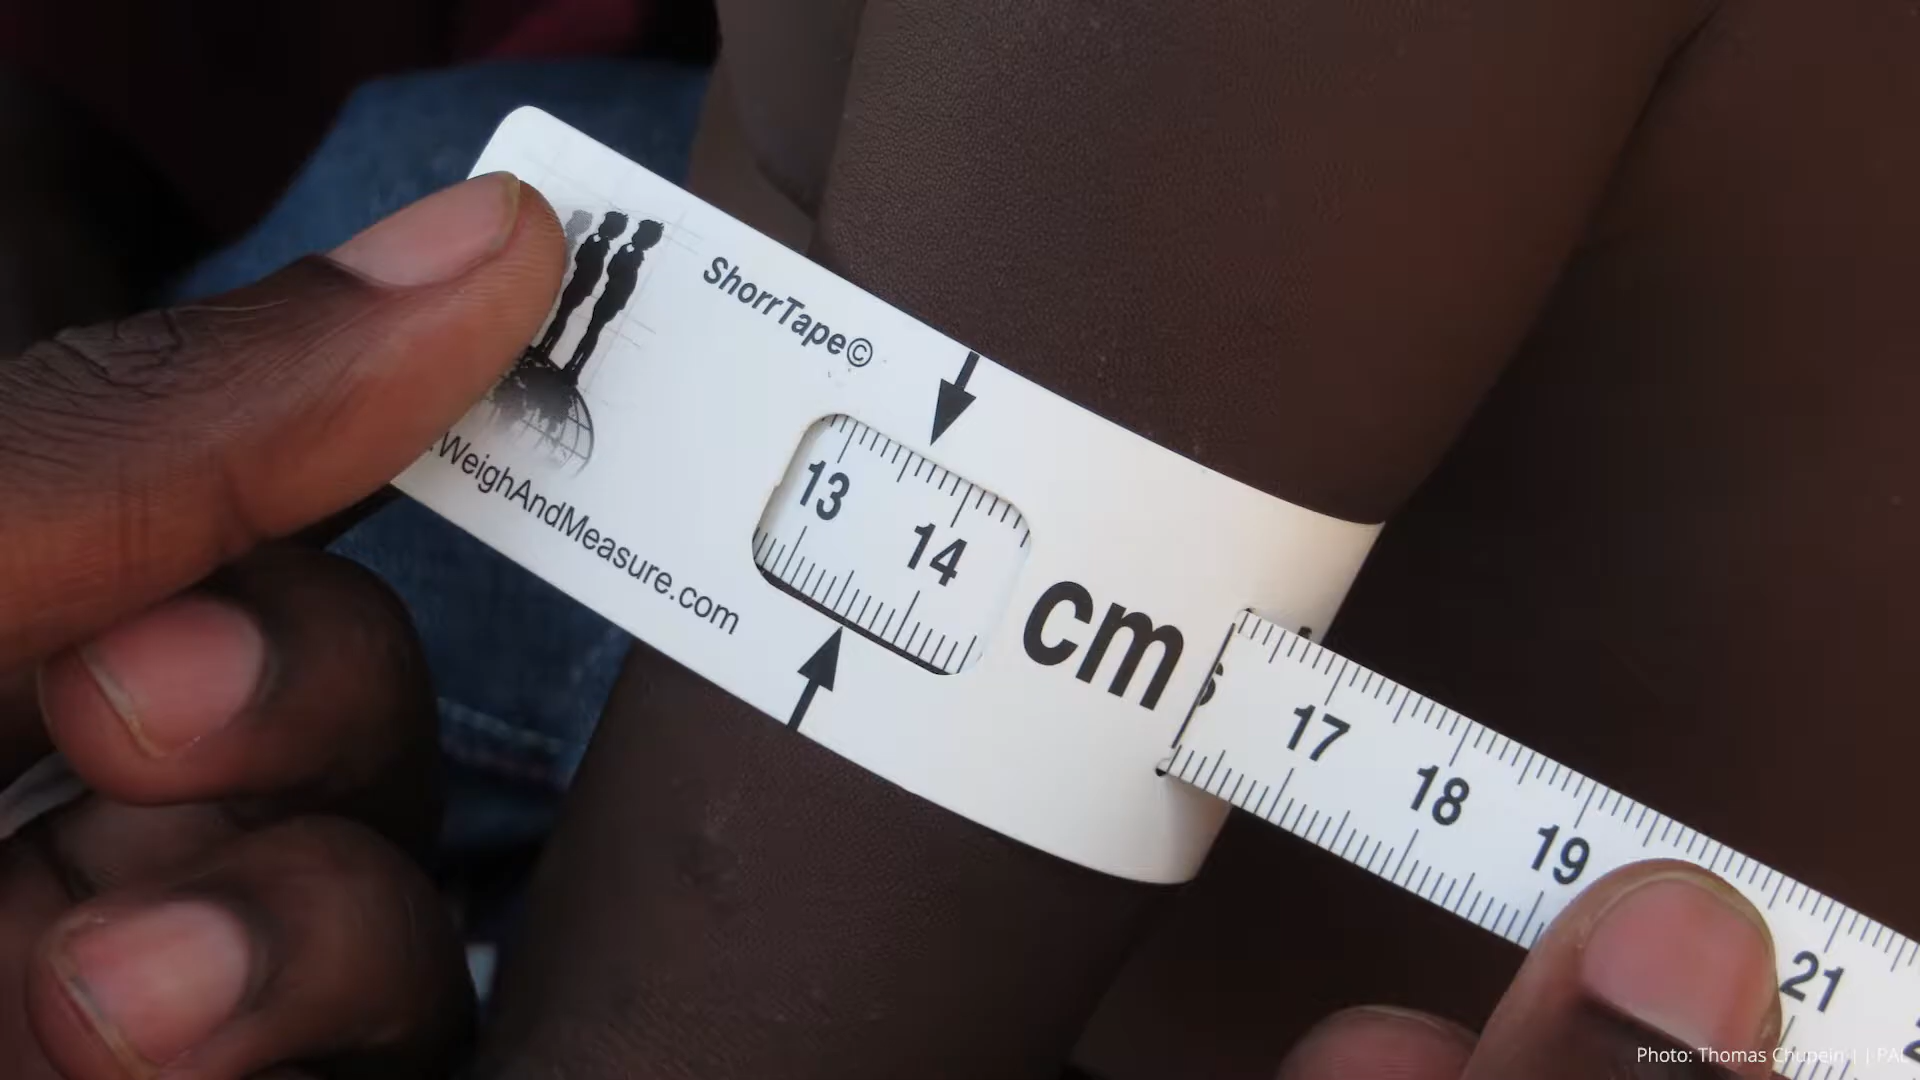 ShorrTape©
WeighAndMeasure.com
13 14
cm
17 18 19 21
Photo: Thomas Chupein